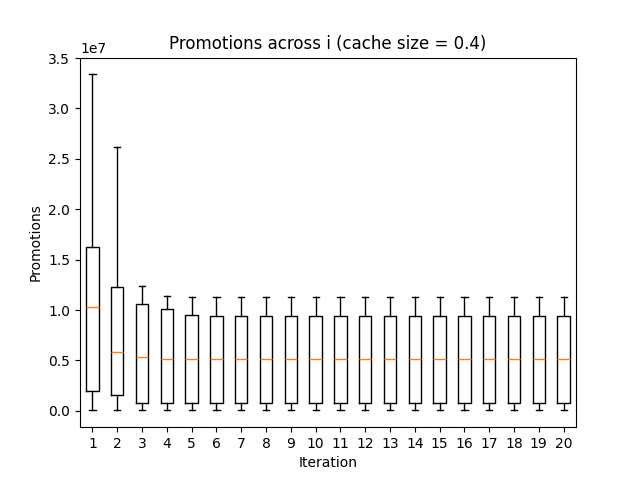 Promotions across i (cache size = 0.4)
1e7
3.5
3.0
2.5
2.0
1.5
1.0
0.5
0.0
Promotions
1 2 3 4 5 6 7 8 9 10 11 12 13 14 15 16 17 18 19 20
Iteration